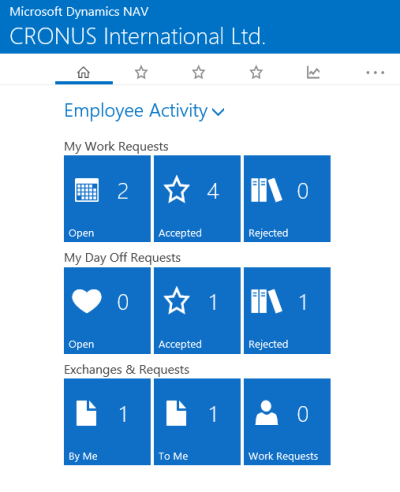 Microsoft Dynamics NAV
CRONUS International Ltd.
Employee Activity
My Work Requests
2 4 0
Open Accepted Rejected
My Day Off Requests
0 1 1
Open Accepted Rejected
Exchanges & Requests
1 1 0
By Me To Me Work Requests